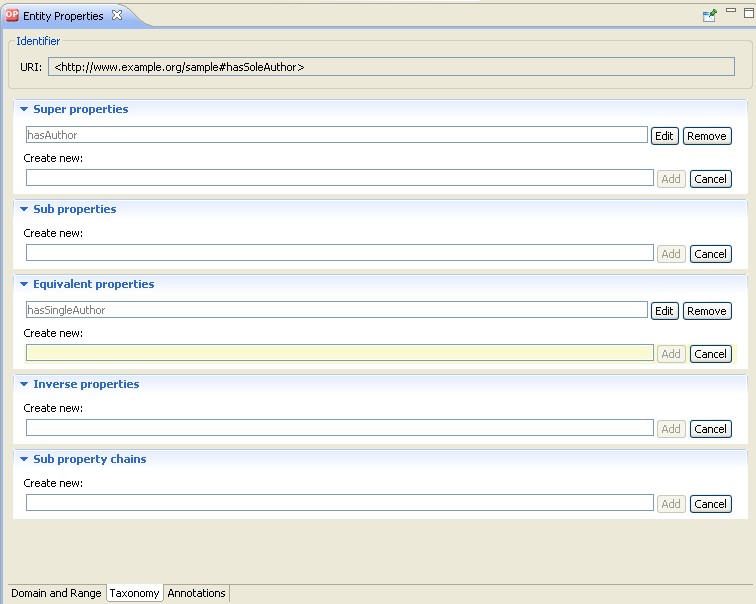 OP Entity Properties
Identifier
URI: <http://www.example.org/sample#hasSoleAuthor>
Super properties
hasAuthor Edit Remove
Create new:
Add Cancel
Sub properties
Create new:
Add Cancel
Equivalent properties
hasSingleAuthor Edit Remove
Create new:
Add Cancel
Inverse properties
Create new:
Add Cancel
Sub property chains
Create new:
Add Cancel
Domain and Range Taxonomy Annotations